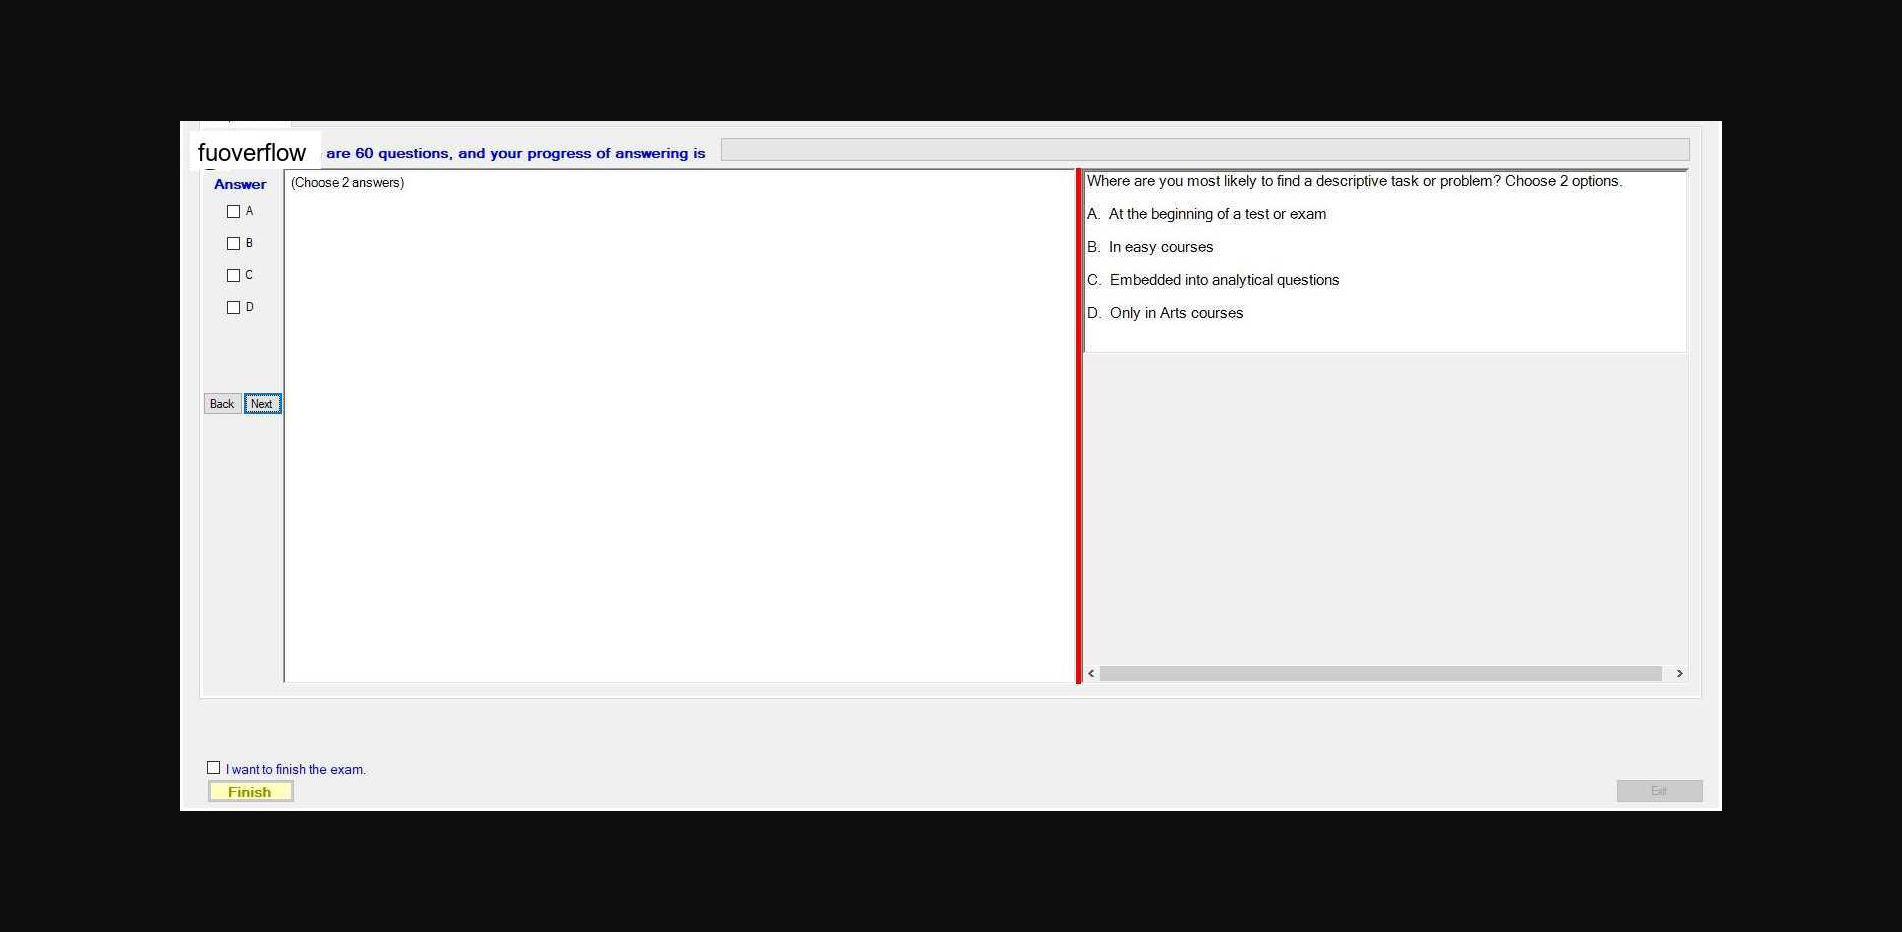 fuoverflow are 60 questions, and your progress of answering is
Answer
A
B
C
D
Back Next
(Choose 2 answers)
Where are you most likely to find a descriptive task or problem? Choose 2 options.
A. At the beginning of a test or exam
B. In easy courses
C. Embedded into analytical questions
D. Only in Arts courses
I want to finish the exam.
Finish
Exit